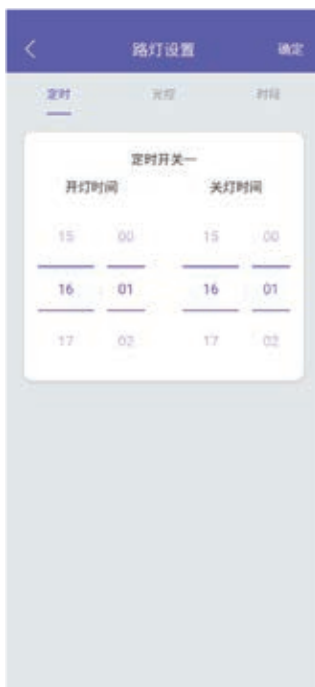 路灯设置 确定
定时 光控 时段
定时开关一
开灯时间 关灯时间
15 00 15 00
16 01 16 01
17 02 17 02